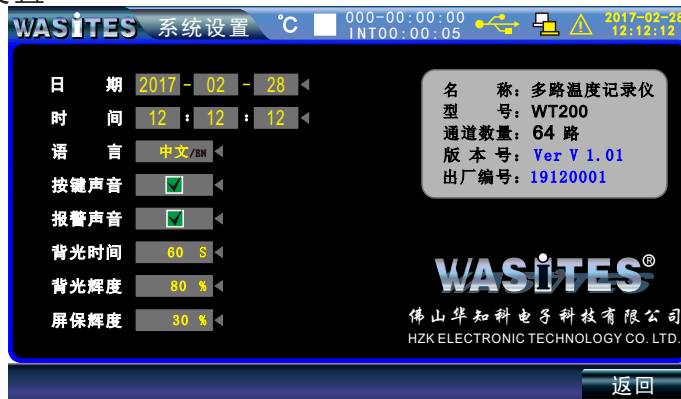 WASiTES 系统设置 ℃ 000-00:00:00 2017-02-28
INT00:00:05 12:12:12
日 期 2017 - 02 - 28
时 间 12 : 12 : 12
语 言 中文/EN
按键声音
报警声音
背光时间 60 S
背光辉度 80 %
屏保辉度 30 %
名 称: 多路温度记录仪
型 号: WT200
通道数量: 64 路
版 本 号: Ver V 1.01
出厂编号: 19120001
WASiTES®
佛山华知科电子科技有限公司
HZK ELECTRONIC TECHNOLOGY CO. LTD.
返回